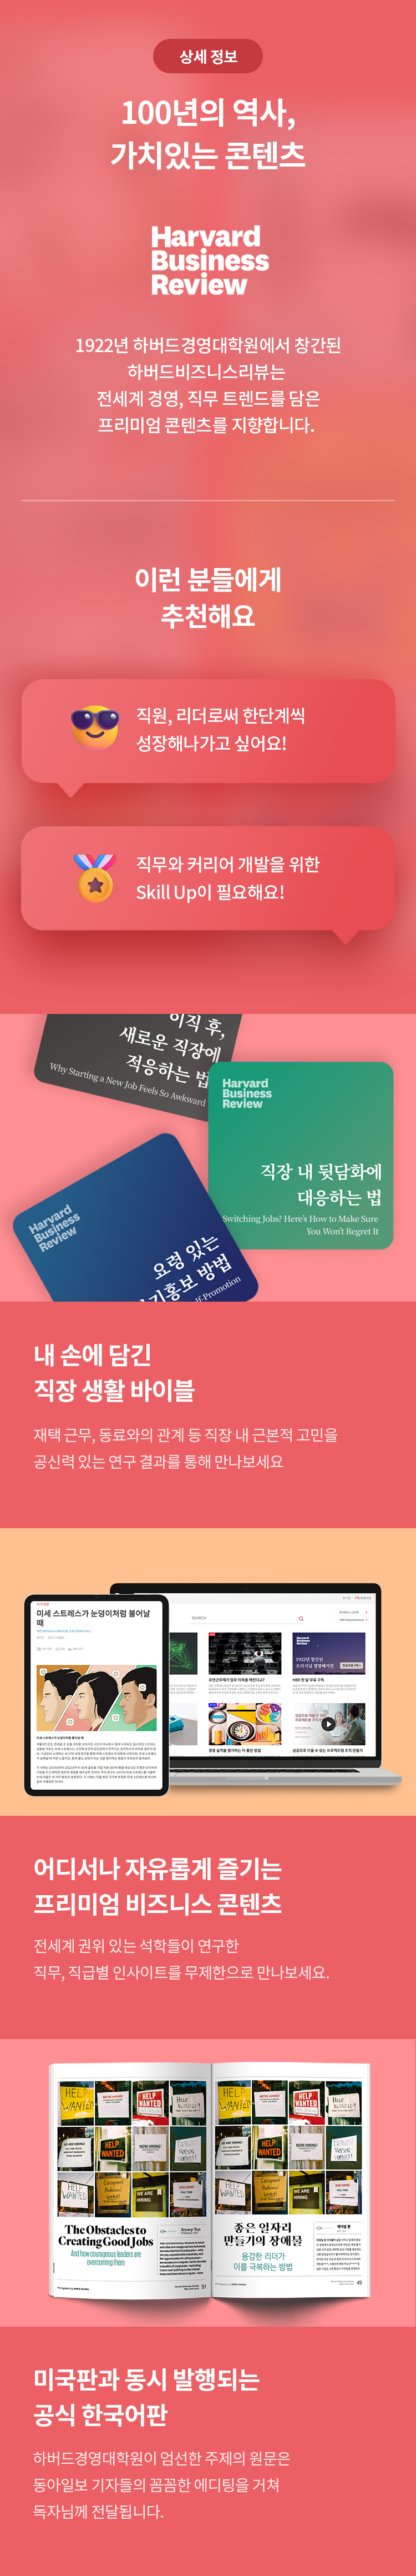 상세 정보
100년의 역사,
가치있는 콘텐츠
Harvard
Business
Review
1922년 하버드경영대학원에서 창간된
하버드비즈니스리뷰는
전세계 경영, 직무 트렌드를 담은
프리미엄 콘텐츠를 지향합니다.
이런 분들에게
추천해요
직원, 리더로써 한단계씩
성장해나가고 싶어요!
직무와 커리어 개발을 위한
Skill Up이 필요해요!
이직 후,
새로운 직장에
적응하는 법
Why Starting a New Job Feels So Awkward
Harvard
Business
Review
직장 내 뒷담화에
대응하는 법
Switching Jobs? Here's How to Make Sure
You Won't Regret It
Harvard
Business
Review
요령 있는
자기홍보 방법
lf-Promotion
내 손에 담긴
직장 생활 바이블
재택 근무, 동료와의 관계 등 직장 내 근본적 고민을
공신력 있는 연구 결과를 통해 만나보세요
미세 스트레스가 눈덩이처럼 불어날
때
SEARCH
어디서나 자유롭게 즐기는
프리미엄 비즈니스 콘텐츠
전세계 권위 있는 석학들이 연구한
직무, 직급별 인사이트를 무제한으로 만나보세요.
HELP
WANTED
WE ARE
HIRING
The Obstacles to
Creating Good Jobs
And how courageous leaders are
overcoming them
51
좋은 일자리
만들기의 장애물
용감한 리더가
이를 극복하는 방법
49
미국판과 동시 발행되는
공식 한국어판
하버드경영대학원이 엄선한 주제의 원문은
동아일보 기자들의 꼼꼼한 에디팅을 거쳐
독자님께 전달됩니다.